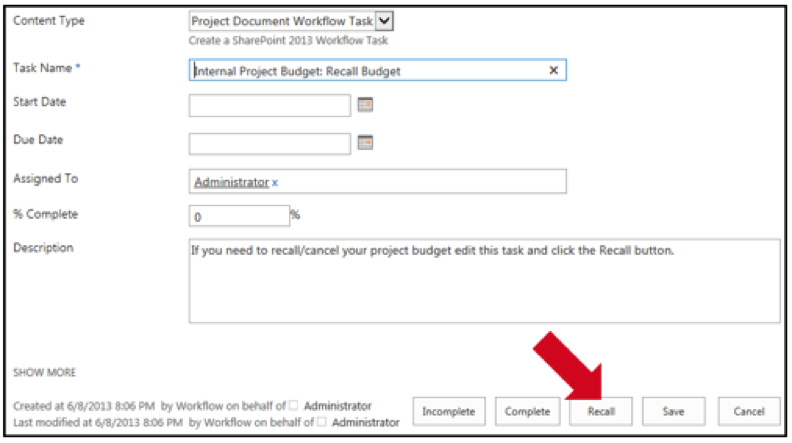 Content Type Project Document Workflow Task
Create a SharePoint 2013 Workflow Task
Task Name * Internal Project Budget: Recall Budget x
Start Date
Due Date
Assigned To Administrator x
% Complete 0 %
Description If you need to recall/cancel your project budget edit this task and click the Recall button.
SHOW MORE
Created at 6/8/2013 8:06 PM by Workflow on behalf of Administrator
Last modified at 6/8/2013 8:06 PM by Workflow on behalf of Administrator
Incomplete Complete Recall Save Cancel